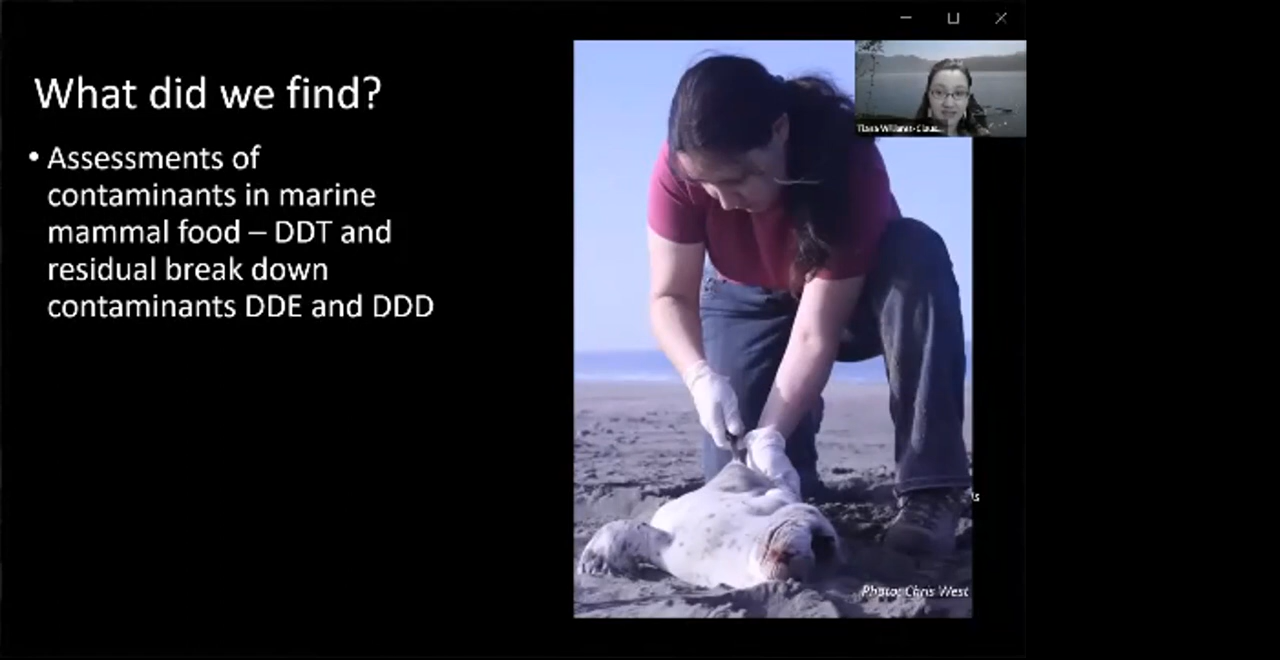 What did we find?
• Assessments of
contaminants in marine
mammal food – DDT and
residual break down
contaminants DDE and DDD
Photo: Chris West